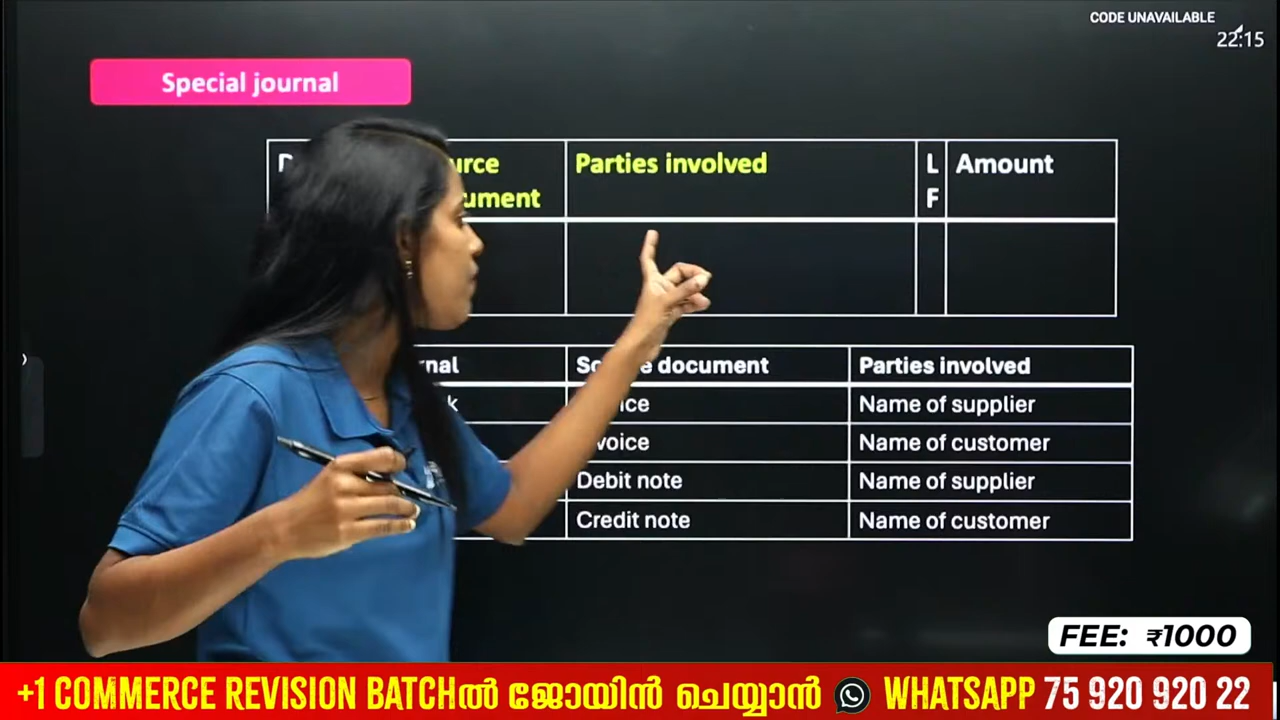 CODE UNAVAILABLE
22:15
Special journal
Parties involved
L
F
Amount
document Parties involved
Name of supplier
Name of customer
Debit note Name of supplier
Credit note Name of customer
FEE: ₹1000
+1 COMMERCE REVISION BATCHൽ ജോയിൻ ചെയ്യാൻ WHATSAPP 75 920 920 22